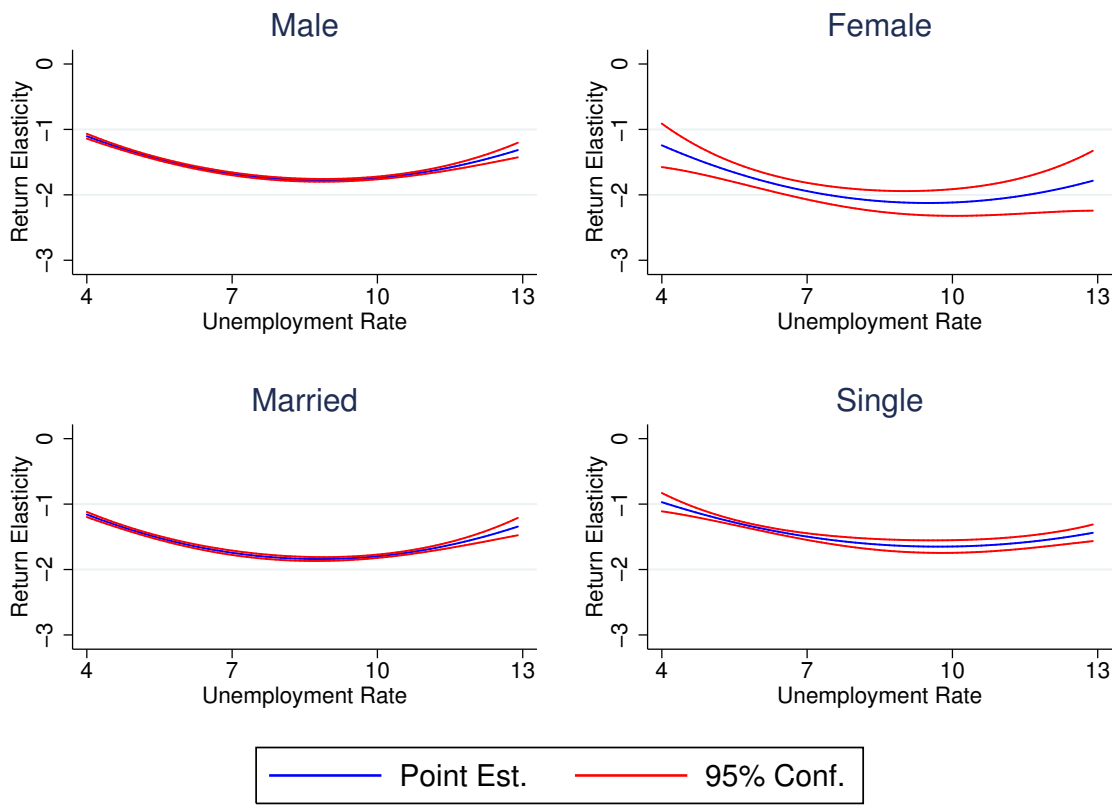 Male
Female
Return Elasticity
0
−1
−2
−3
4
7
10
13
Unemployment Rate
Return Elasticity
0
−1
−2
−3
4
7
10
13
Unemployment Rate
Married
Single
Return Elasticity
0
−1
−2
−3
4
7
10
13
Unemployment Rate
Return Elasticity
0
−1
−2
−3
4
7
10
13
Unemployment Rate
Point Est.
95% Conf.